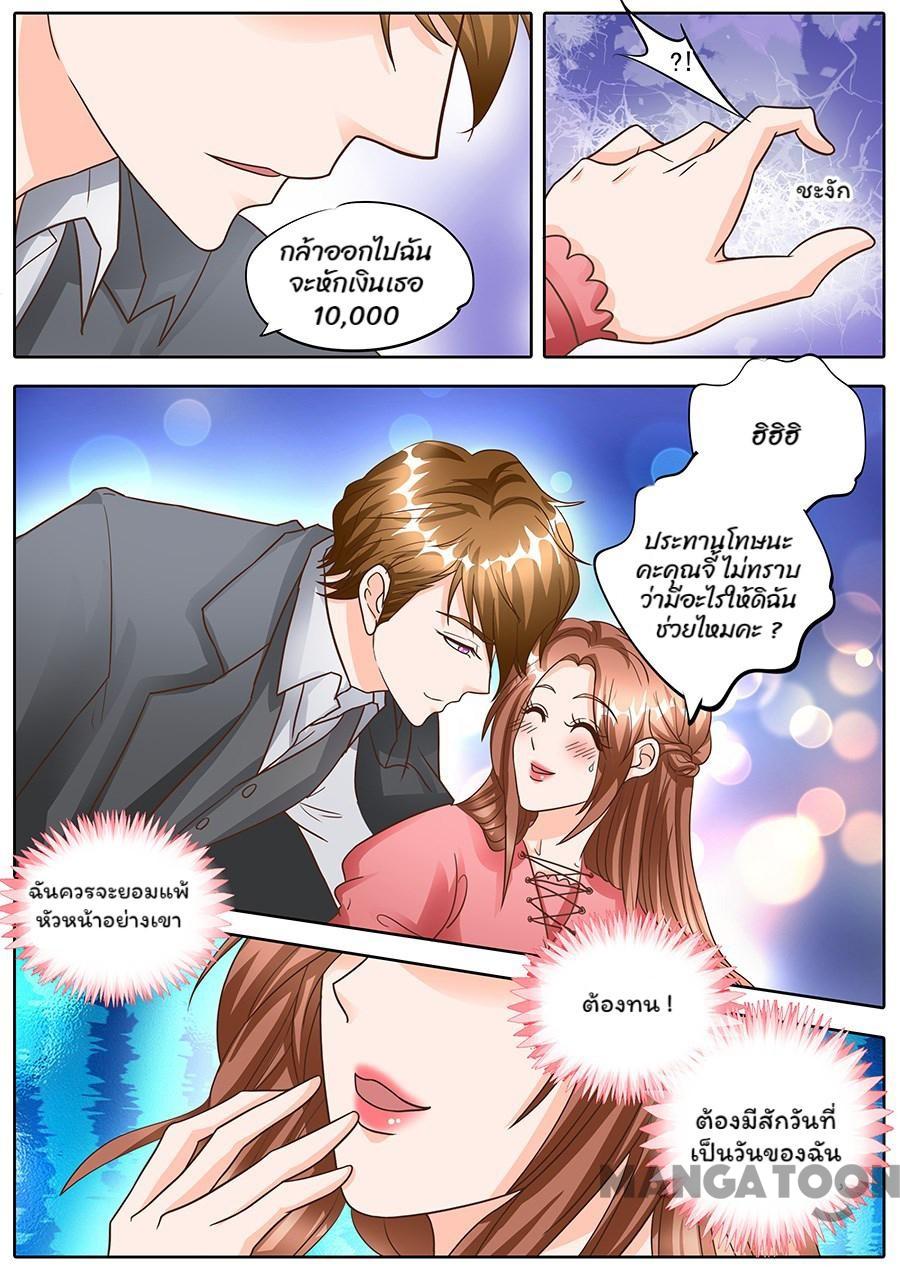 กล้าออกไปฉัน
จะหักเงินเธอ
10,000
?!
ชะงัก
ฮิฮิฮิ
ประทานโทษนะ
คะคุณจี้ ไม่ทราบ
ว่ามีอะไรให้ดิฉัน
ช่วยไหมคะ ?
ฉันควรจะยอมแพ้
หัวหน้าอย่างเขา
ต้องทน !
ต้องมีสักวันที่
เป็นวันของฉัน
MANGATOON